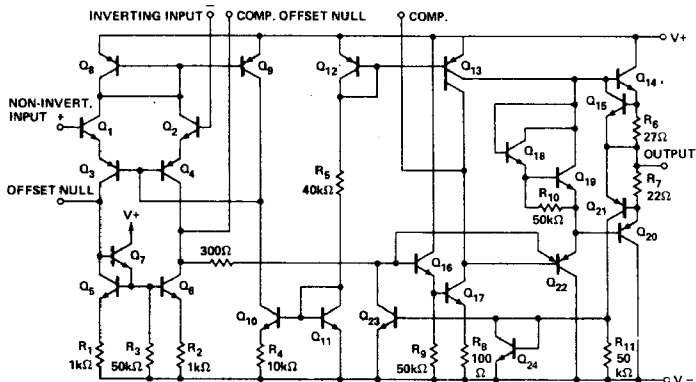 INVERTING INPUT −
COMP. OFFSET NULL
COMP.
V+
Q8
Q9
Q12
Q13
Q14
Q15
NON-INVERT.
INPUT +
Q1
Q2
R6
27Ω
Q18
Q3
Q4
R5
40kΩ
Q19
OUTPUT
OFFSET NULL
R7
22Ω
R10
50kΩ
Q21
V+
Q7
Q20
300Ω
Q16
Q22
Q5
Q6
Q10
Q11
Q23
Q17
Q24
R1
1kΩ
R3
50kΩ
R2
1kΩ
R4
10kΩ
R9
50kΩ
R8
100
Ω
R11
50
kΩ
V−